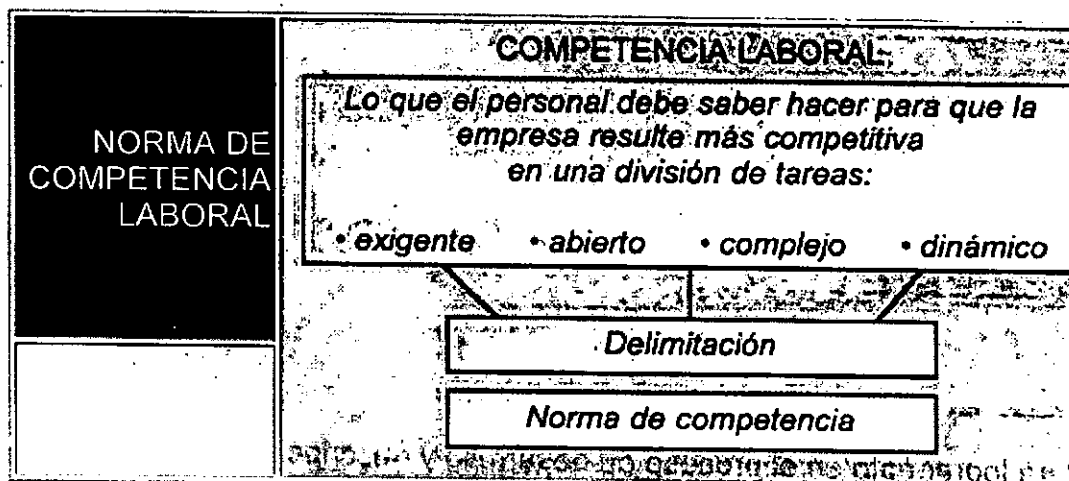 NORMA DE
COMPETENCIA
LABORAL
COMPETENCIA LABORAL
Lo que el personal debe saber hacer para que la
empresa resulte más competitiva
en una división de tareas:
• exigente • abierto • complejo • dinámico
Delimitación
Norma de competencia